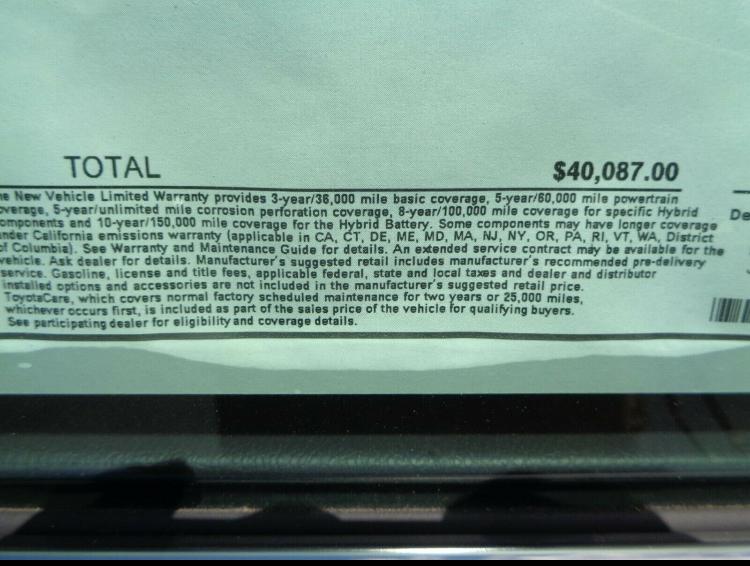 TOTAL $40,087.00
New Vehicle Limited Warranty provides 3-year/36,000 mile basic coverage, 5-year/60,000 mile powertrain
overage, 5-year/unlimited mile corrosion perforation coverage, 8-year/100,000 mile coverage for specific Hybrid
omponents and 10-year/150,000 mile coverage for the Hybrid Battery. Some components may have longer coverage
nder California emissions warranty (applicable in CA, CT, DE, ME, MD, MA, NJ, NY, OR, PA, RI, VT, WA, District
of Columbia). See Warranty and Maintenance Guide for details. An extended service contract may be available for the
vehicle. Ask dealer for details. Manufacturer's suggested retail includes manufacturer's recommended pre-delivery
service. Gasoline, license and title fees, applicable federal, state and local taxes and dealer and distributor
installed options and accessories are not included in the manufacturer's suggested retail price.
ToyotaCare, which covers normal factory scheduled maintenance for two years or 25,000 miles,
whichever occurs first, is included as part of the sales price of the vehicle for qualifying buyers.
See participating dealer for eligibility and coverage details.
De